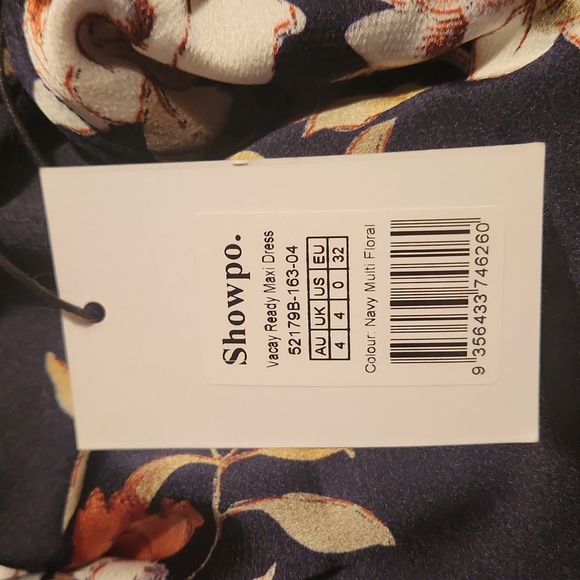 Showpo.
Vacay Ready Maxi Dress
52179B-163-04
AU UK US EU
4 4 0 32
Colour: Navy Multi Floral
9 356433 746260